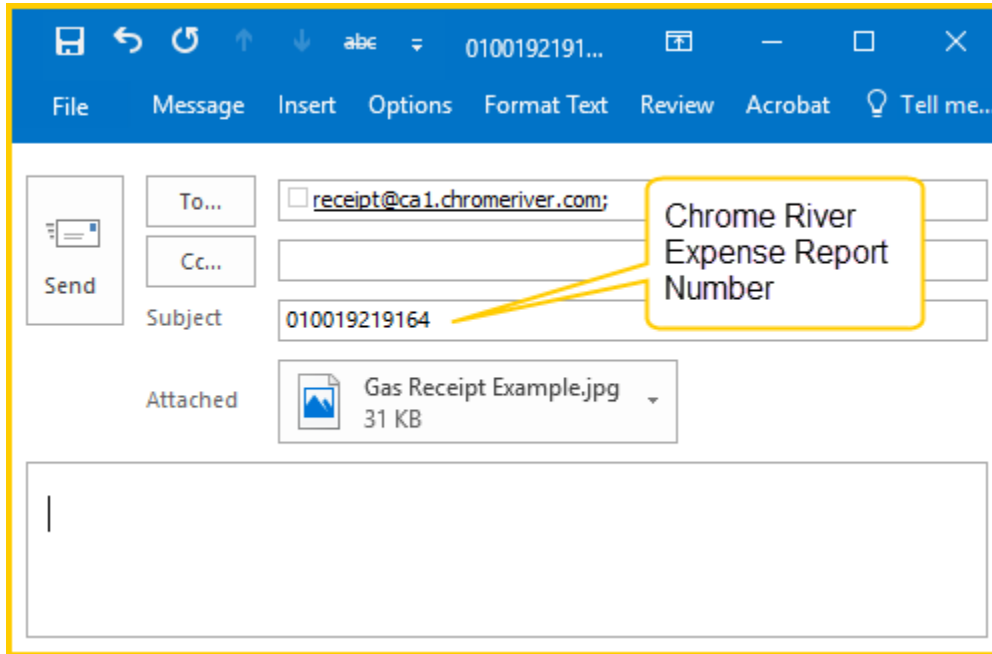 abc 0100192191...
File Message Insert Options Format Text Review Acrobat Tell me...
To... receipt@ca1.chromeriver.com;
Chrome River
Expense Report
Number
Cc...
Send
Subject 010019219164
Attached Gas Receipt Example.jpg
31 KB